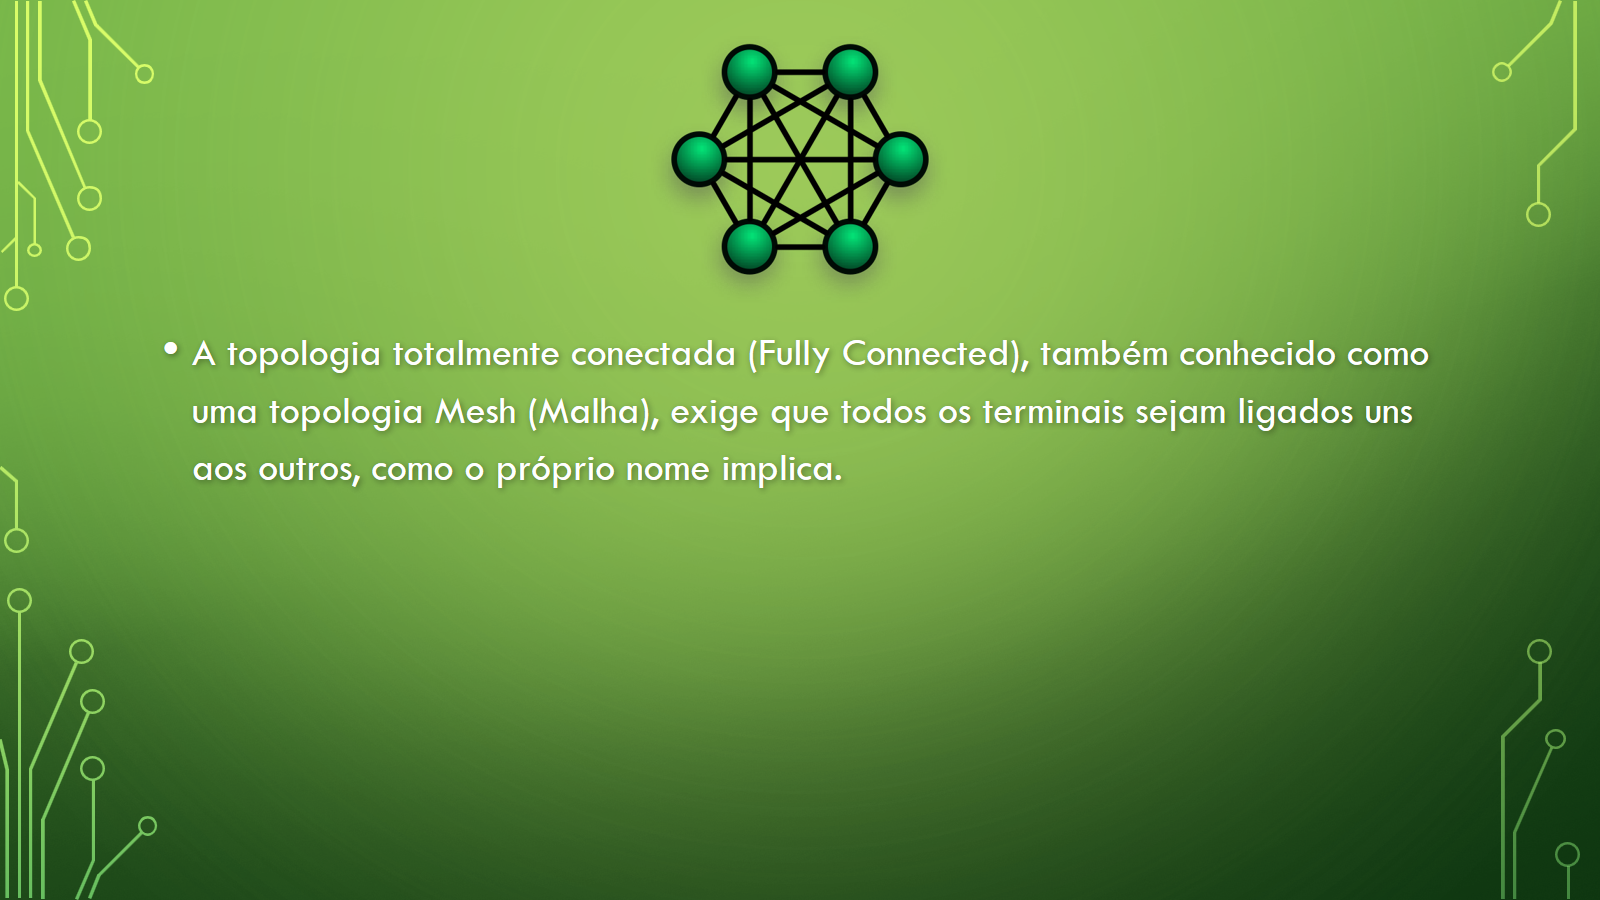 • A topologia totalmente conectada (Fully Connected), também conhecido como
uma topologia Mesh (Malha), exige que todos os terminais sejam ligados uns
aos outros, como o próprio nome implica.